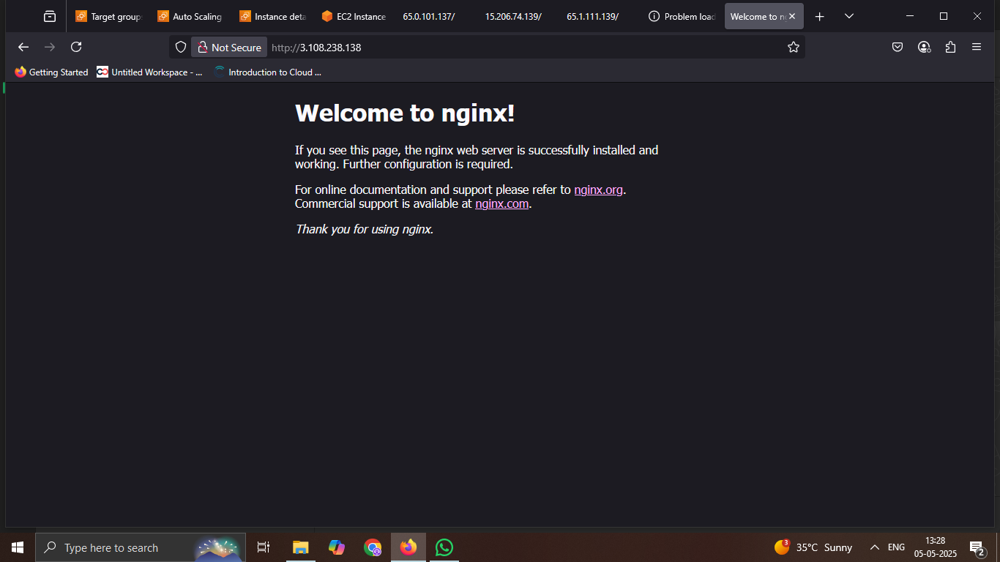 Target group
Auto Scaling
Instance deta
EC2 Instance
65.0.101.137/
15.206.74.139/
65.1.111.139/
Problem load
Welcome to ng
Not Secure
http://3.108.238.138
Getting Started
Untitled Workspace - ...
Introduction to Cloud ...
Welcome to nginx!
If you see this page, the nginx web server is successfully installed and
working. Further configuration is required.
For online documentation and support please refer to nginx.org.
Commercial support is available at nginx.com.
Thank you for using nginx.
Type here to search
3
35°C Sunny
ENG
13:28
05-05-2025
2